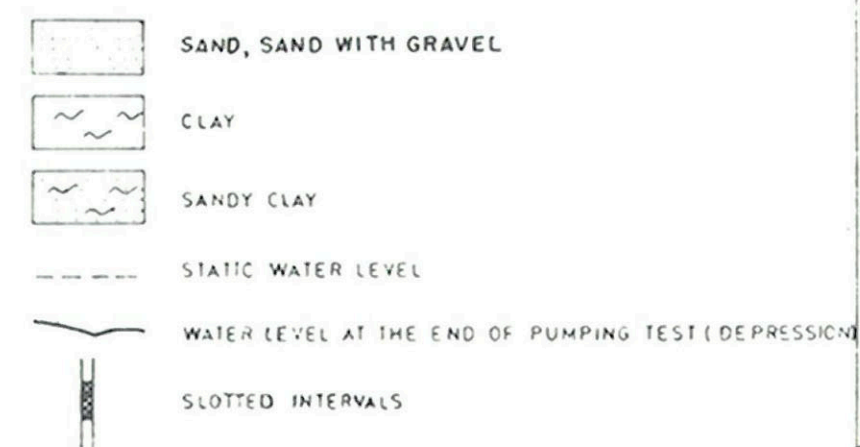 SAND, SAND WITH GRAVEL
CLAY
SANDY CLAY
STATIC WATER LEVEL
WATER LEVEL AT THE END OF PUMPING TEST (DEPRESSION)
SLOTTED INTERVALS